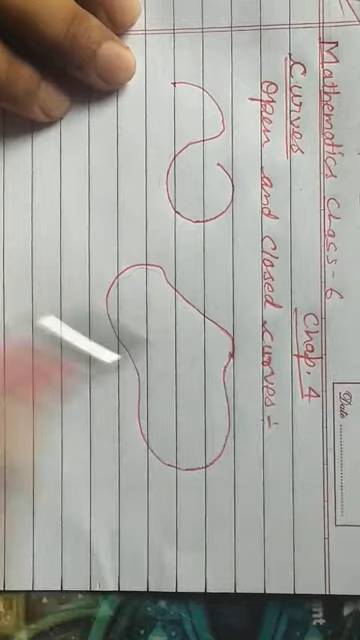 Date ....................
Mathematics class-6
Chap. 4
Curves
open and closed curves:-